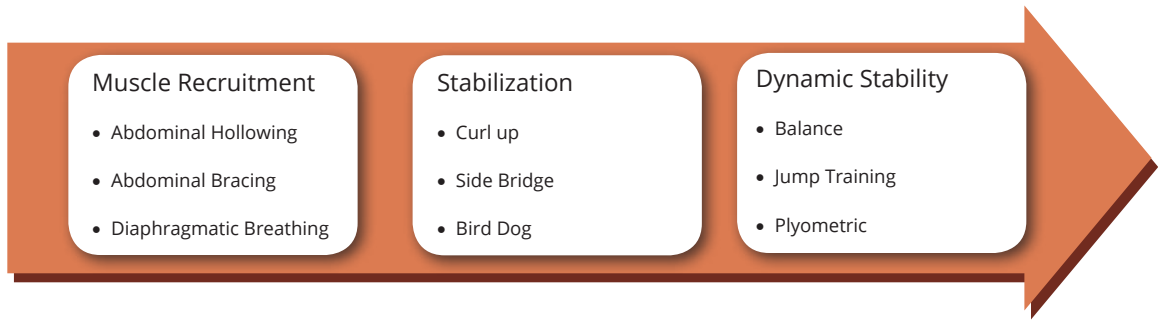 Muscle Recruitment
• Abdominal Hollowing
• Abdominal Bracing
• Diaphragmatic Breathing
Stabilization
• Curl up
• Side Bridge
• Bird Dog
Dynamic Stability
• Balance
• Jump Training
• Plyometric